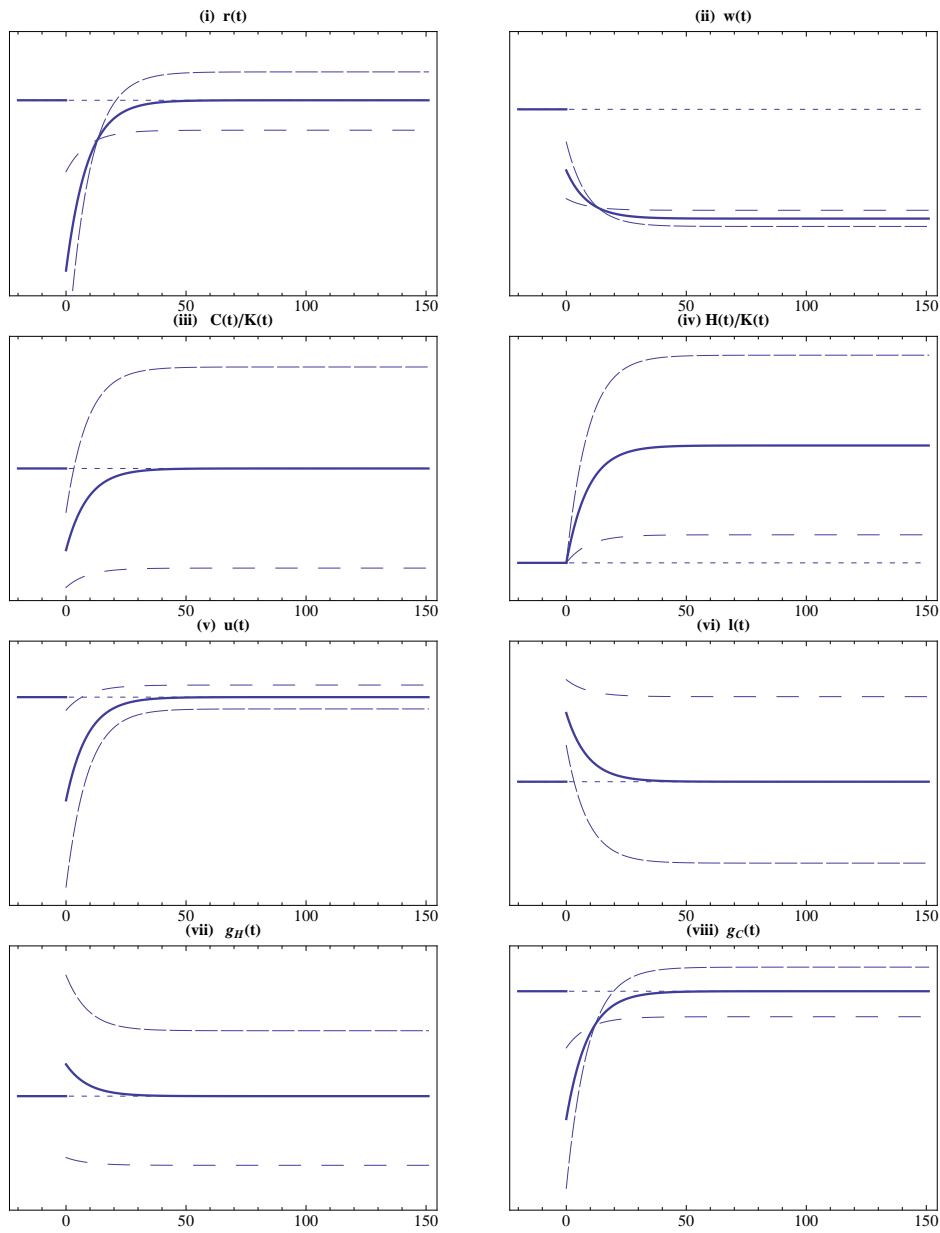 (i) r(t)
(ii) w(t)
0 50 100 150
0 50 100 150
(iii) C(t)/K(t)
(iv) H(t)/K(t)
0 50 100 150
0 50 100 150
(v) u(t)
(vi) l(t)
0 50 100 150
0 50 100 150
(vii) g_H(t)
(viii) g_C(t)
0 50 100 150
0 50 100 150